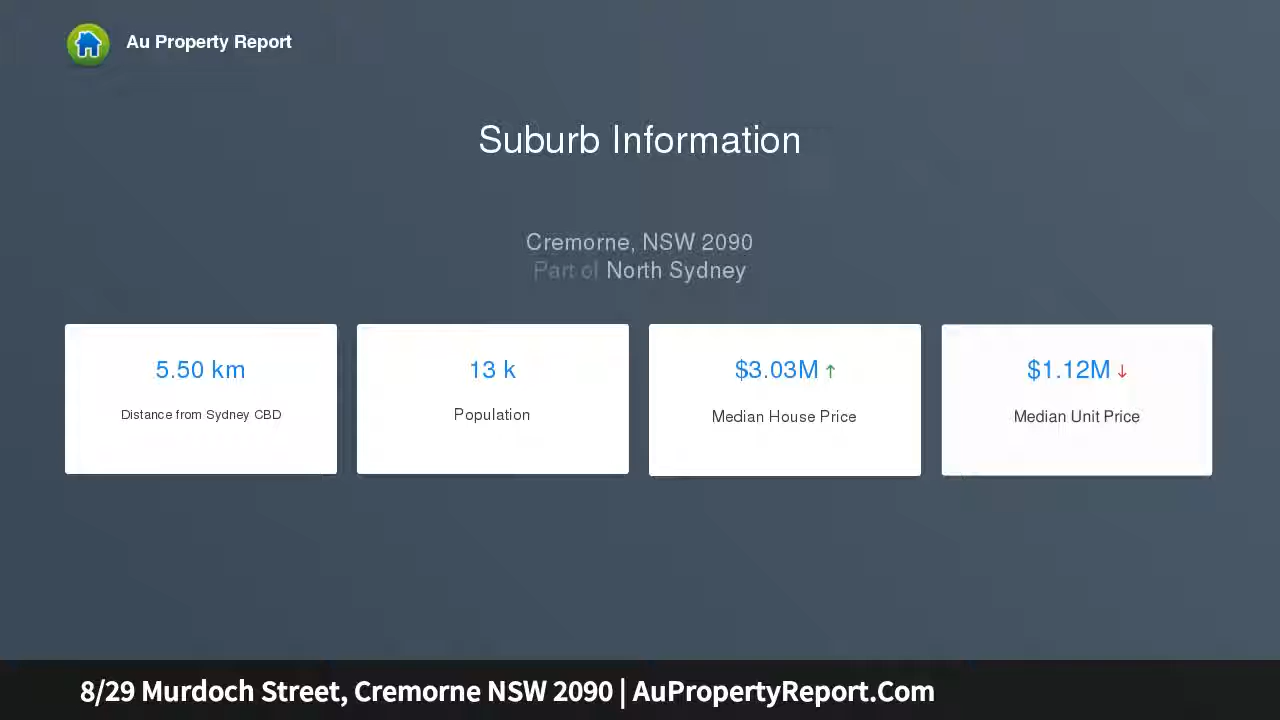 Au Property Report
Suburb Information
Cremorne, NSW 2090
Part of North Sydney
5.50 km
Distance from Sydney CBD
13 k
Population
$3.03M ↑
Median House Price
$1.12M ↓
Median Unit Price
8/29 Murdoch Street, Cremorne NSW 2090 | AuPropertyReport.Com